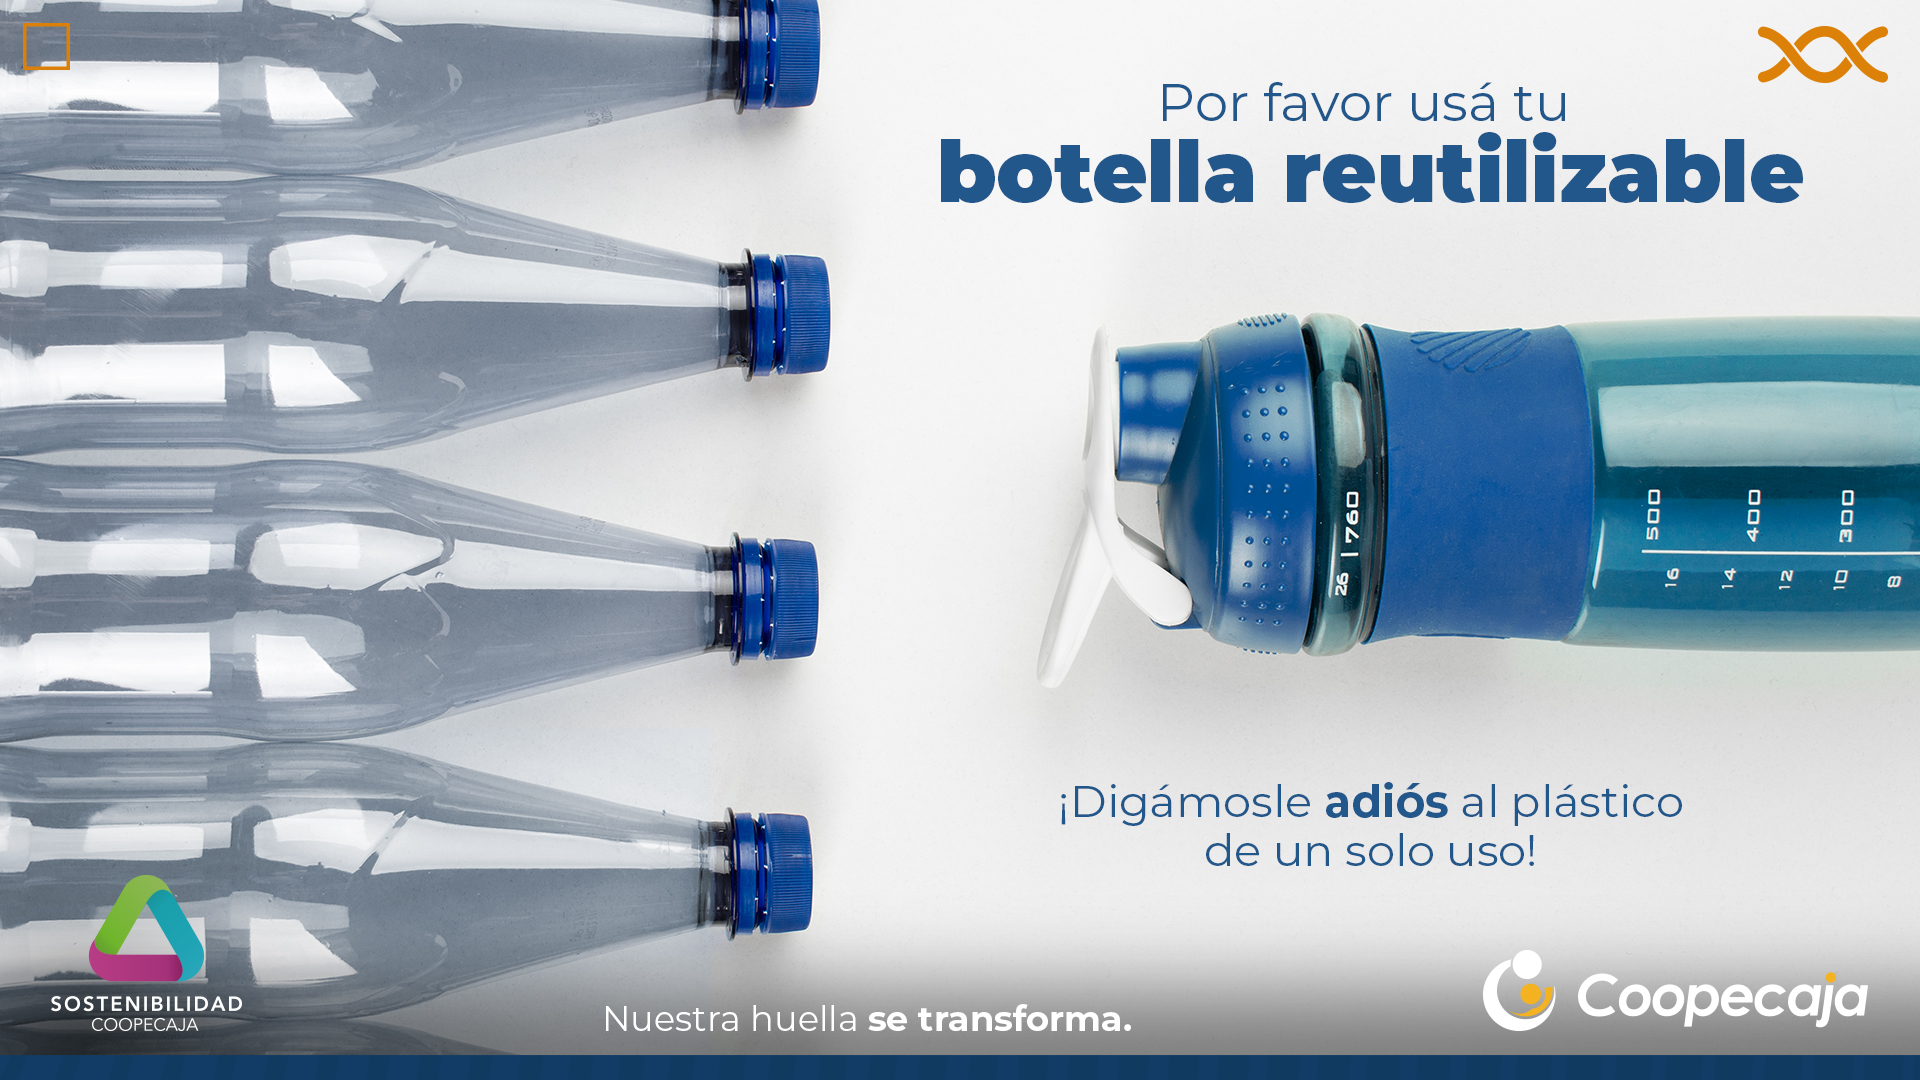 Por favor usá tu
botella reutilizable
26 | 760
500
400
300
16
14
12
10
8
¡Digámosle adiós al plástico
de un solo uso!
SOSTENIBILIDAD
COOPECAJA
Nuestra huella se transforma.
Coopecaja